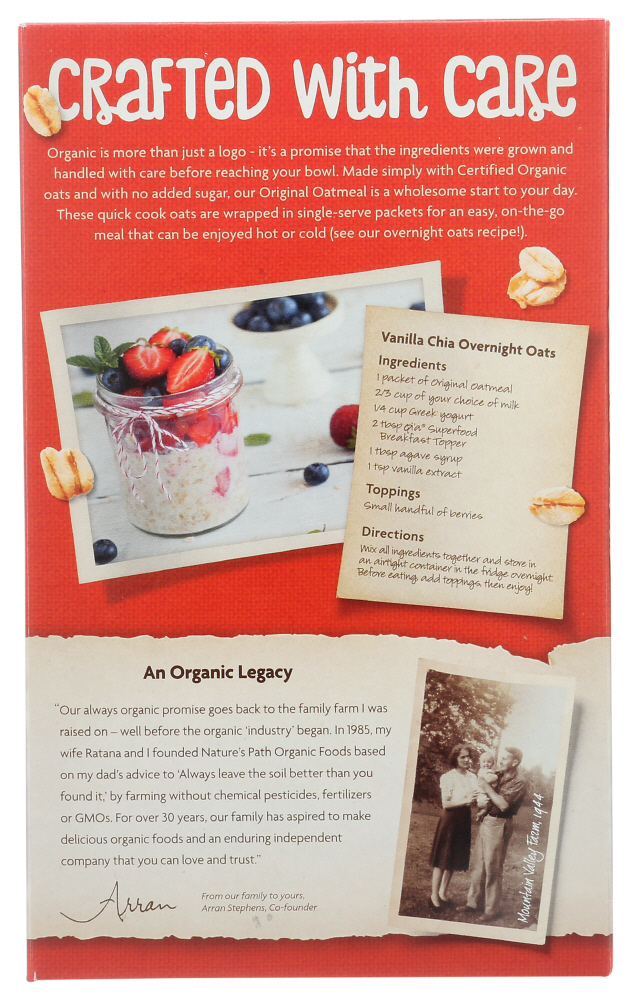 CRAFTED With CARE
Organic is more than just a logo - it's a promise that the ingredients were grown and
handled with care before reaching your bowl. Made simply with Certified Organic
oats and with no added sugar, our Original Oatmeal is a wholesome start to your day.
These quick cook oats are wrapped in single-serve packets for an easy, on-the-go
meal that can be enjoyed hot or cold (see our overnight oats recipe!).
Vanilla Chia Overnight Oats
Ingredients
1 packet of Original Oatmeal
2/3 cup of your choice of milk
1/4 cup Greek yogurt
2 tbsp Qi'a® Superfood
Breakfast Topper
1 tbsp agave syrup
1 tsp vanilla extract
Toppings
Small handful of berries
Directions
Mix all ingredients together and store in
an airtight container in the fridge overnight.
Before eating, add toppings, then enjoy!
An Organic Legacy
"Our always organic promise goes back to the family farm I was
raised on – well before the organic 'industry' began. In 1985, my
wife Ratana and I founded Nature's Path Organic Foods based
on my dad's advice to 'Always leave the soil better than you
found it,' by farming without chemical pesticides, fertilizers
or GMOs. For over 30 years, our family has aspired to make
delicious organic foods and an enduring independent
company that you can love and trust."
Arran
From our family to yours,
Arran Stephens, Co-founder
Mountain Valley Farm, 1944